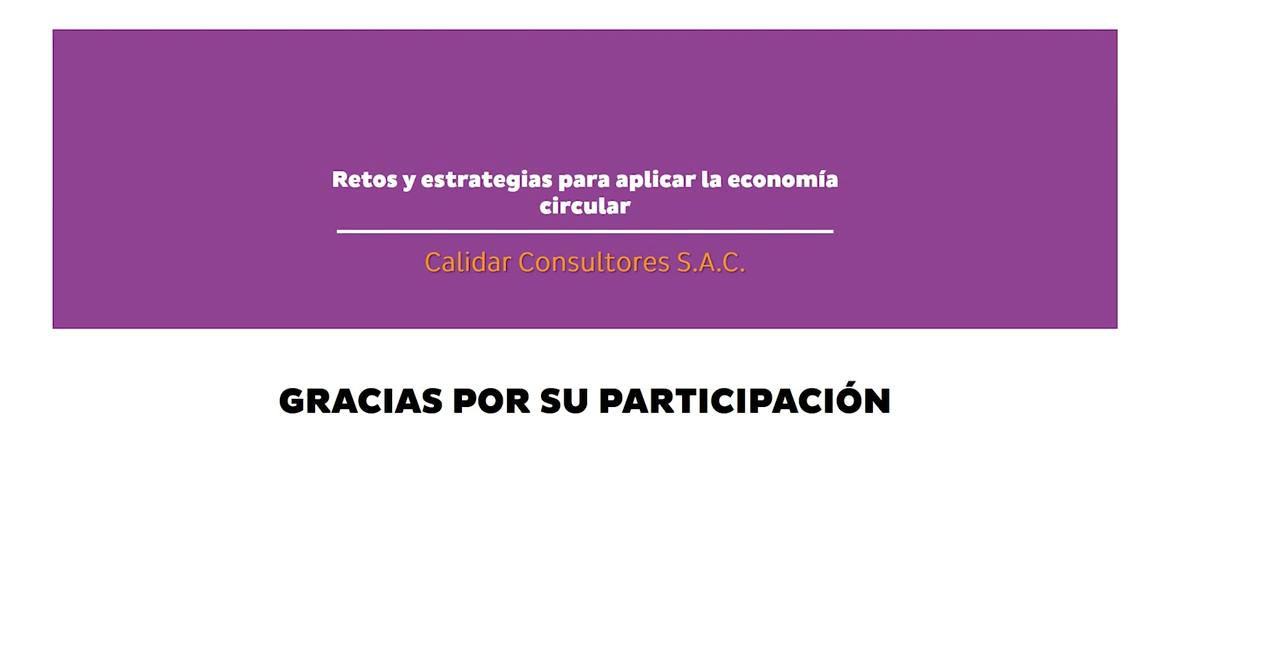 Retos y estrategias para aplicar la economía
circular
Calidar Consultores S.A.C.
GRACIAS POR SU PARTICIPACIÓN